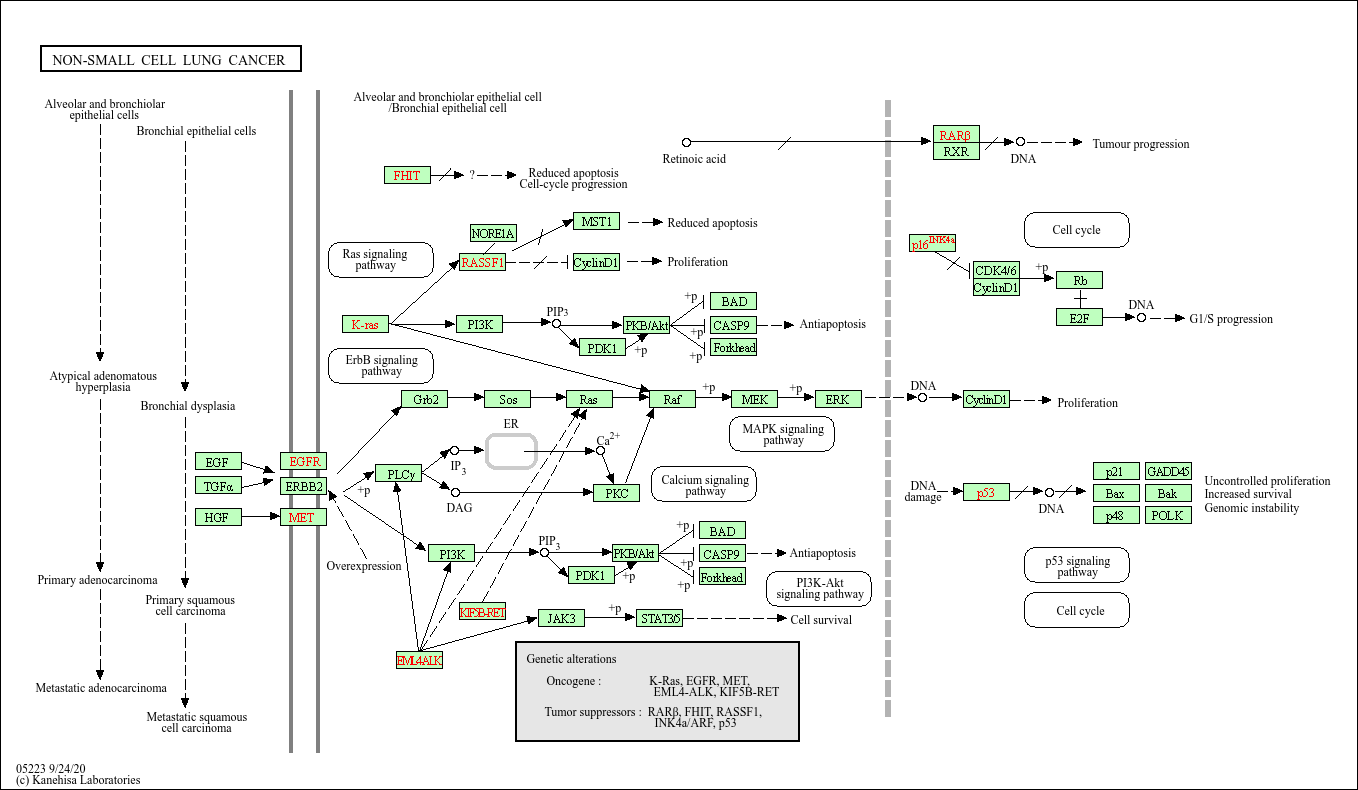 NON-SMALL CELL LUNG CANCER
Alveolar and bronchiolar
epithelial cells
Bronchial epithelial cells
Atypical adenomatous
hyperplasia
Bronchial dysplasia
Primary adenocarcinoma
Primary squamous
cell carcinoma
Metastatic adenocarcinoma
Metastatic squamous
cell carcinoma
Alveolar and bronchiolar epithelial cell
/Bronchial epithelial cell
Retinoic acid
RARβ
RXR
DNA
Tumour progression
FHIT
?
Reduced apoptosis
Cell-cycle progression
NORE1A
MST1
Reduced apoptosis
Ras signaling
pathway
RASSF1
CyclinD1
Proliferation
p16INK4a
Cell cycle
CDK4/6
CyclinD1
+p
Rb
E2F
DNA
G1/S progression
K-ras
PI3K
PIP3
PKB/Akt
PDK1
+p
+p
+p
+p
BAD
CASP9
Forkhead
Antiapoptosis
ErbB signaling
pathway
Grb2
Sos
Ras
Raf
+p
MEK
+p
ERK
DNA
CyclinD1
Proliferation
MAPK signaling
pathway
ER
EGF
TGFα
HGF
EGFR
ERBB2
MET
Overexpression
+p
PLCγ
IP3
DAG
Ca2+
PKC
Calcium signaling
pathway
DNA
damage
p53
DNA
p21
GADD45
Bax
Bak
p48
POLK
Uncontrolled proliferation
Increased survival
Genomic instability
PI3K
PIP3
PKB/Akt
PDK1
+p
+p
+p
+p
BAD
CASP9
Forkhead
Antiapoptosis
PI3K-Akt
signaling pathway
p53 signaling
pathway
Cell cycle
KIF5B-RET
JAK3
+p
STAT3/5
Cell survival
EML4ALK
Genetic alterations
Oncogene : K-Ras, EGFR, MET,
EML4-ALK, KIF5B-RET
Tumor suppressors : RARβ, FHIT, RASSF1,
INK4a/ARF, p53
05223 9/24/20
(c) Kanehisa Laboratories